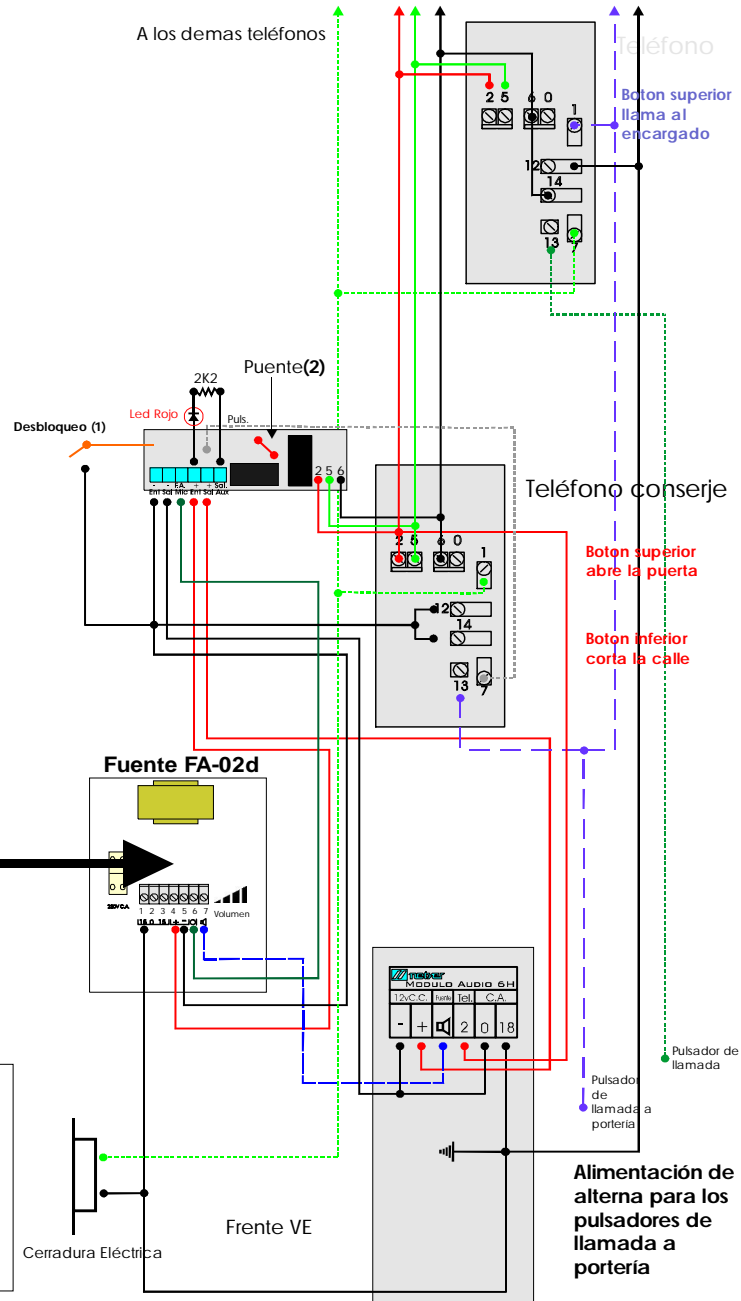 A los demas teléfonos
Teléfono
2 5 6 0
1
Boton superior
llama al
encargado
12
14
13
7
2K2
Puente(2)
Led Rojo
Puls.
Desbloqueo (1)
- - F.A. + + Sal.
Ent Sal Mic Ent Sal Aux
2 5 6
Teléfono conserje
2 5 6 0
1
Boton superior
abre la puerta
12
14
Boton inferior
corta la calle
13
7
Fuente FA-02d
220V C.A.
1 2 3 4 5 6 7
Volumen
neber
MODULO AUDIO 6H
12vC.C. Fuente Tel. C.A.
- + 2 0 18
Pulsador de
llamada
Pulsador
de
llamada a
portería
Cerradura Eléctrica
Frente VE
Alimentación de
alterna para los
pulsadores de
llamada a
portería